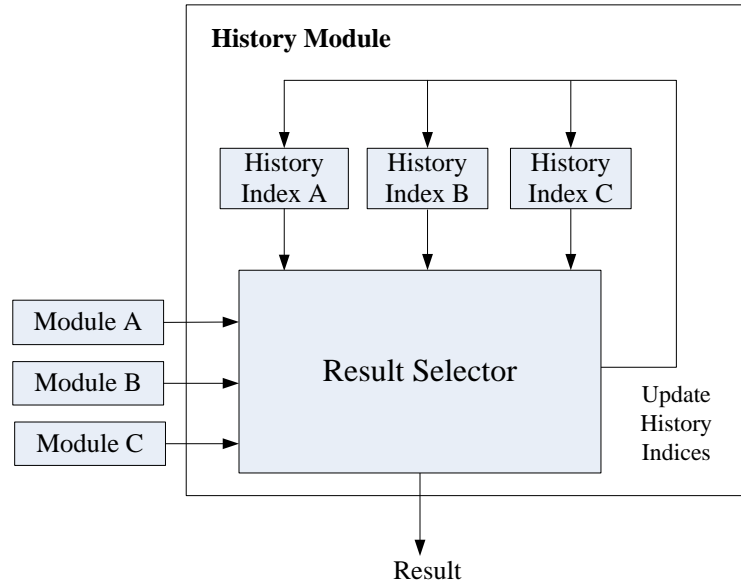 History Module
History
Index A
History
Index B
History
Index C
Module A
Module B
Module C
Result Selector
Update
History
Indices
Result